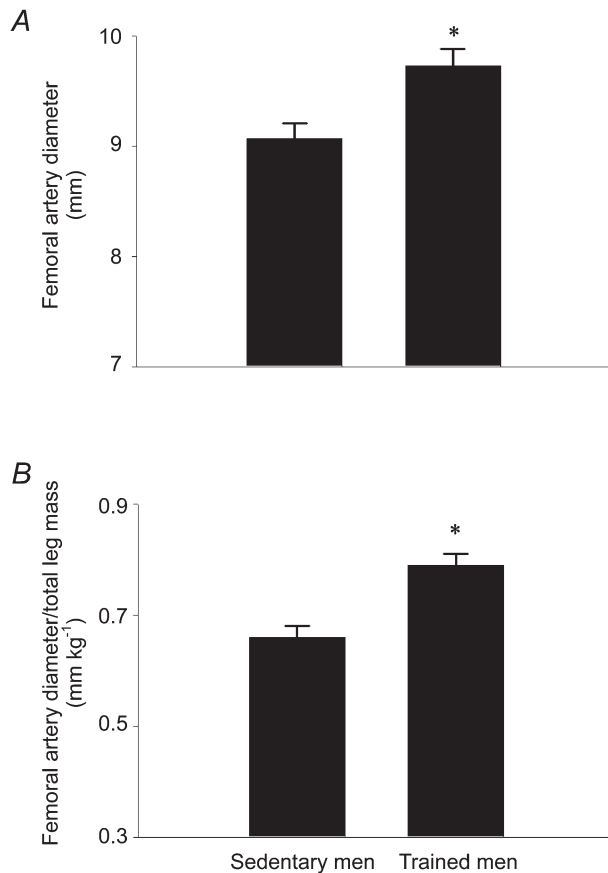 A
Femoral artery diameter
(mm)
10
9
8
7
*
B
Femoral artery diameter/total leg mass
(mm kg-1)
0.9
0.7
0.5
0.3
*
Sedentary men Trained men